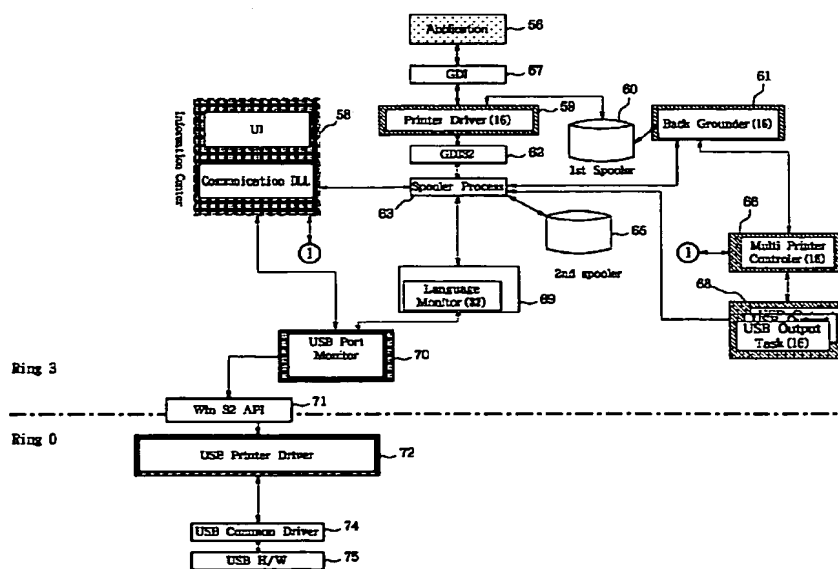 Application
56
GDI
57
Information Center
UI
58
Communication DLL
Printer Driver (16)
59
60
1st Spooler
61
Back Grounder (16)
GDI32
62
Spooler Process
63
65
2nd spooler
1
1
66
Multi Printer
Controler (16)
Language
Monitor (32)
69
68
USB Output
Task (16)
USB Port
Monitor
70
Ring 3
Win 32 API
71
Ring 0
USB Printer Driver
72
USB Common Driver
74
USB H/W
75